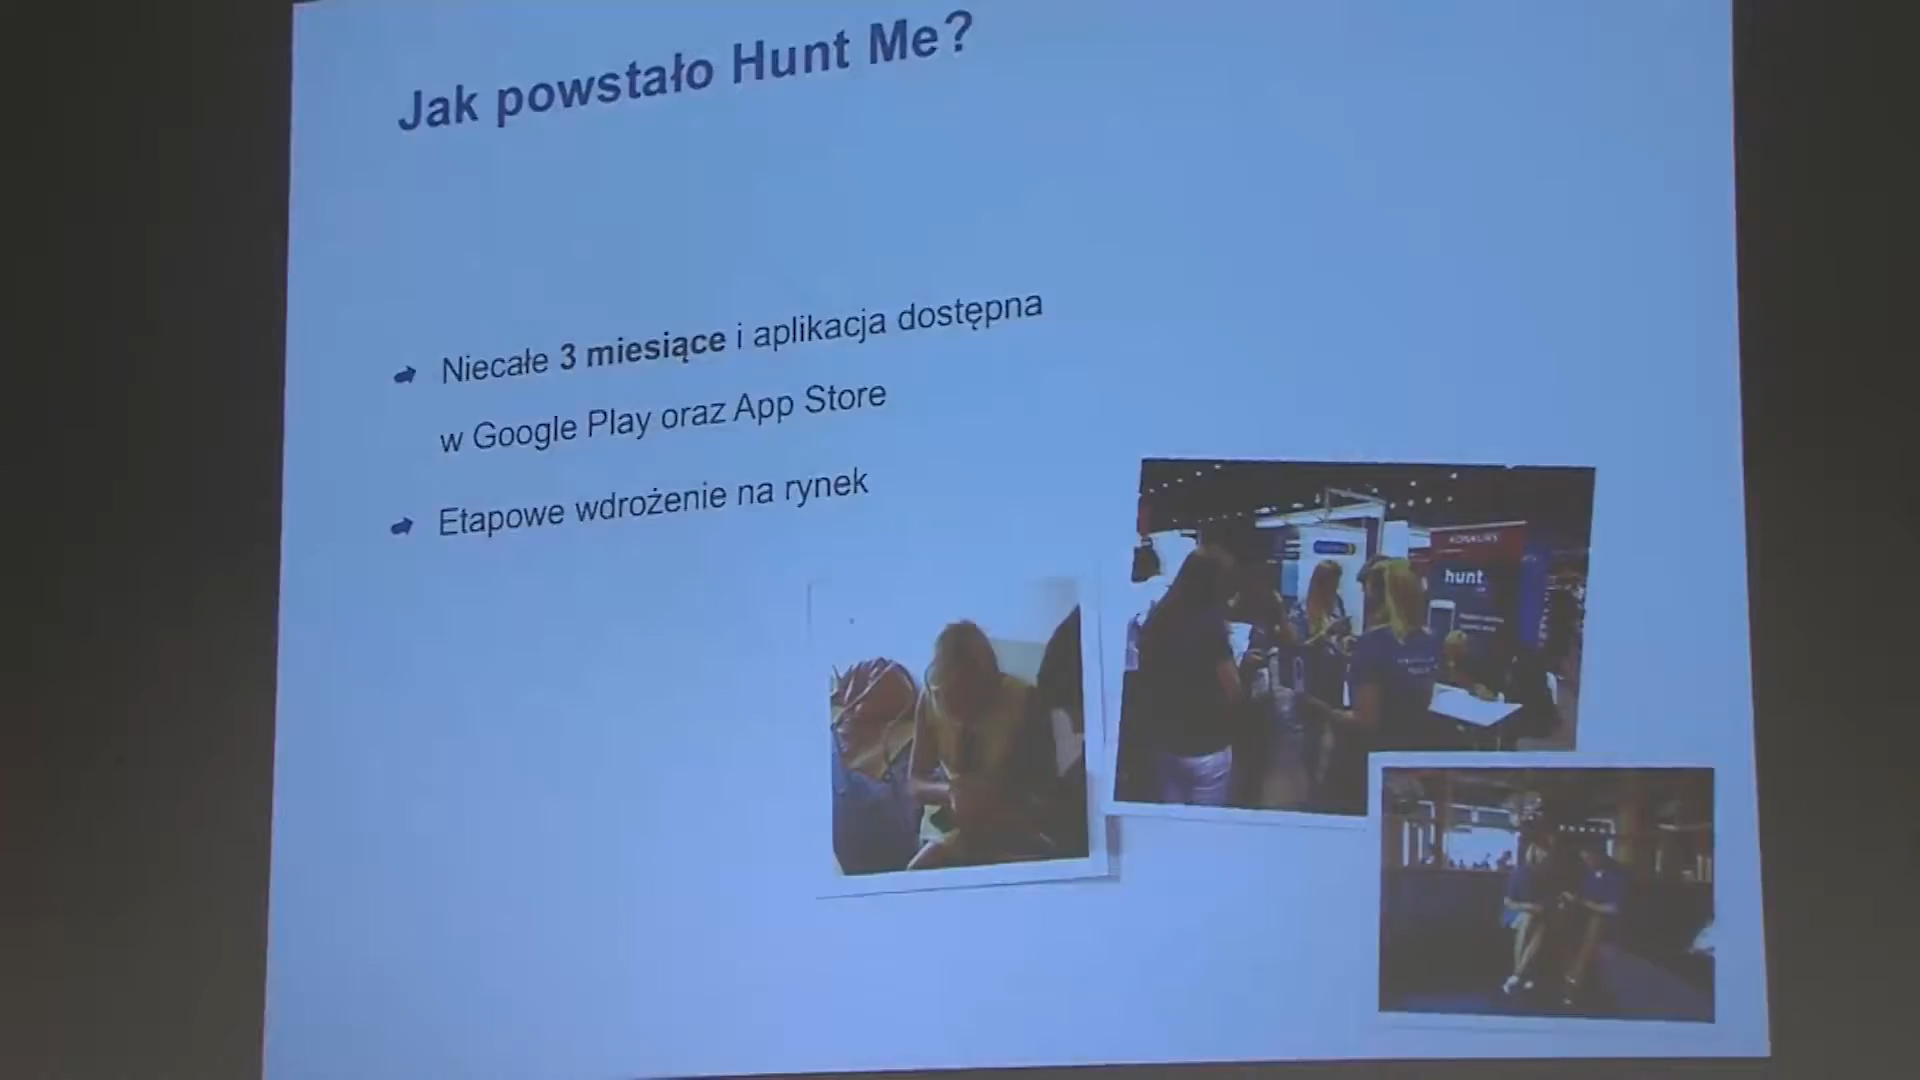 Jak powstało Hunt Me?
Niecałe 3 miesiące i aplikacja dostępna
w Google Play oraz App Store
Etapowe wdrożenie na rynek
KONKURS
hunt